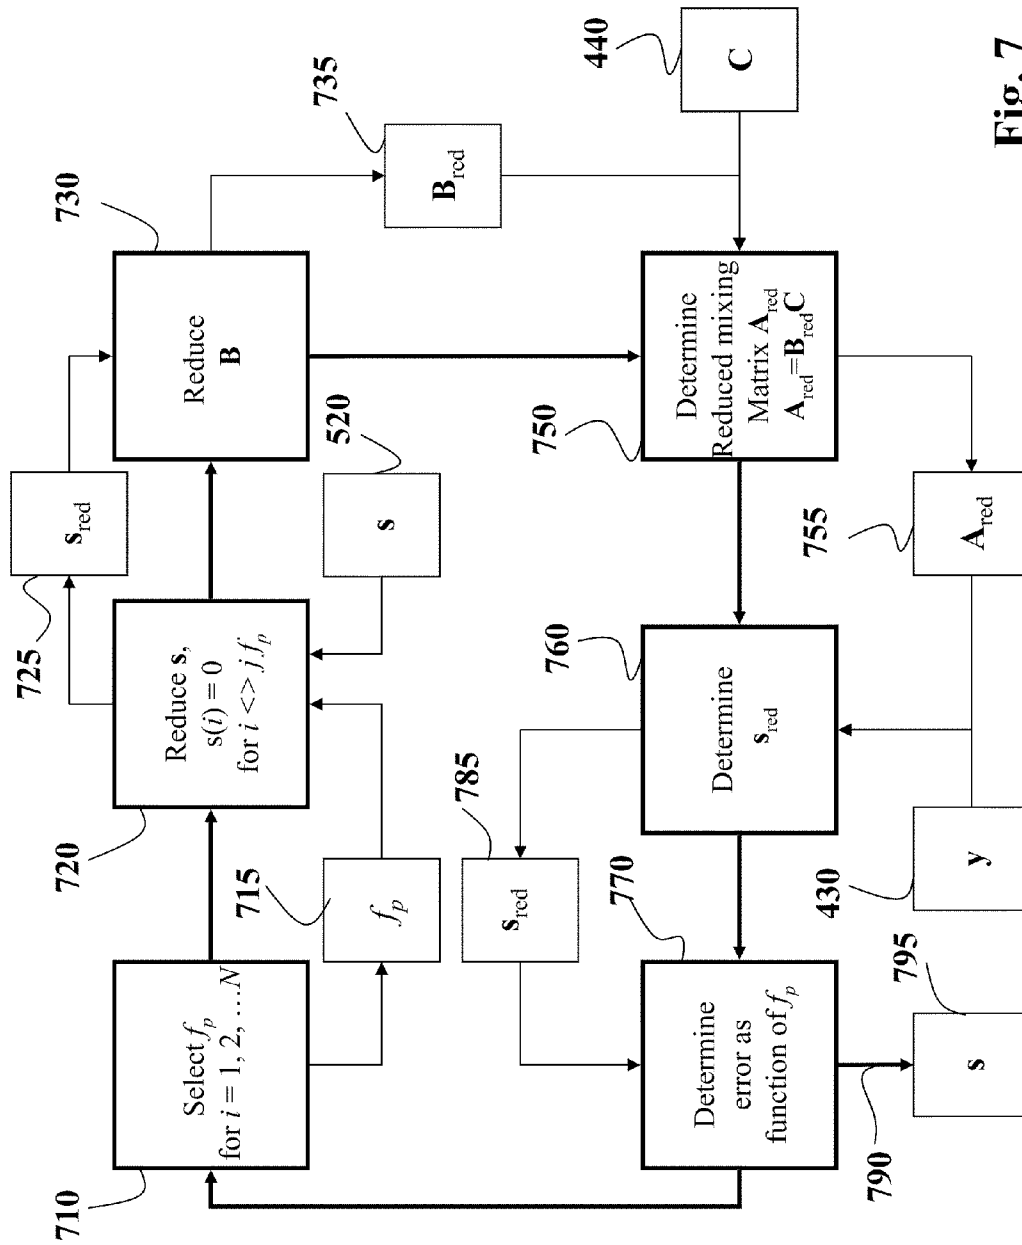 710
Select f_p
for i = 1, 2, …N
715
f_p
720
Reduce s,
s(i) = 0
for i <> j f_p
725
s_red
520
s
730
Reduce
B
735
B_red
440
C
750
Determine
Reduced mixing
Matrix A_red
A_red=B_redC
755
A_red
430
y
760
Determine
s_red
785
s_red
770
Determine
error as
function of f_p
790
795
s
Fig. 7